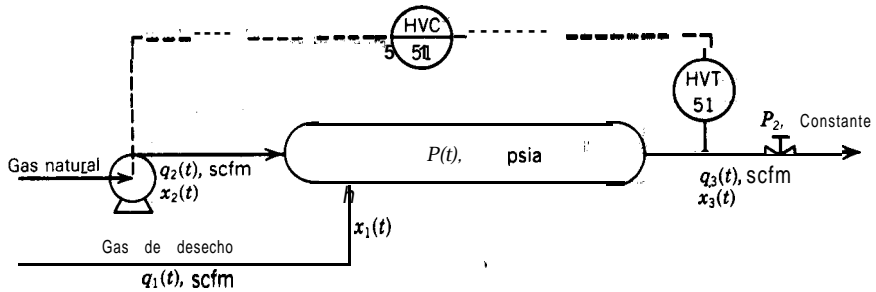 HVC
51
HVT
51
P₂, Constante
Gas natural
q₂(t), scfm
x₂(t)
P(t), psia
q₃(t), scfm
x₃(t)
x₁(t)
Gas de desecho
q₁(t), scfm